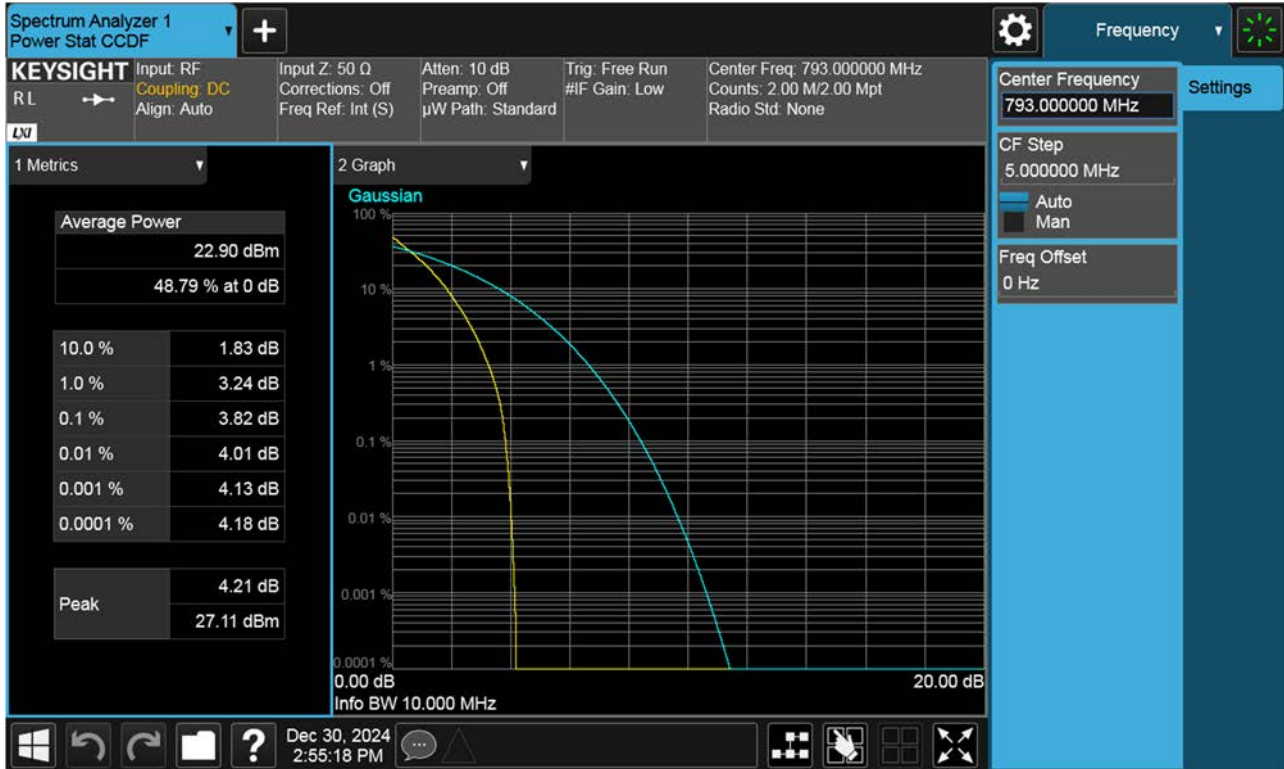 Spectrum Analyzer 1
Power Stat CCDF
+
Frequency
KEYSIGHT
RL
LXI
Input: RF
Coupling: DC
Align: Auto
Input Z: 50 Ω
Corrections: Off
Freq Ref: Int (S)
Atten: 10 dB
Preamp: Off
µW Path: Standard
Trig: Free Run
#IF Gain: Low
Center Freq: 793.000000 MHz
Counts: 2.00 M/2.00 Mpt
Radio Std: None
Center Frequency
793.000000 MHz
Settings
CF Step
5.000000 MHz
Auto
Man
Freq Offset
0 Hz
1 Metrics
Average Power
22.90 dBm
48.79 % at 0 dB
10.0 % 1.83 dB
1.0 % 3.24 dB
0.1 % 3.82 dB
0.01 % 4.01 dB
0.001 % 4.13 dB
0.0001 % 4.18 dB
Peak
4.21 dB
27.11 dBm
2 Graph
Gaussian
100 %
10 %
1 %
0.1 %
0.01 %
0.001 %
0.0001 %
0.00 dB 20.00 dB
Info BW 10.000 MHz
?
Dec 30, 2024
2:55:18 PM